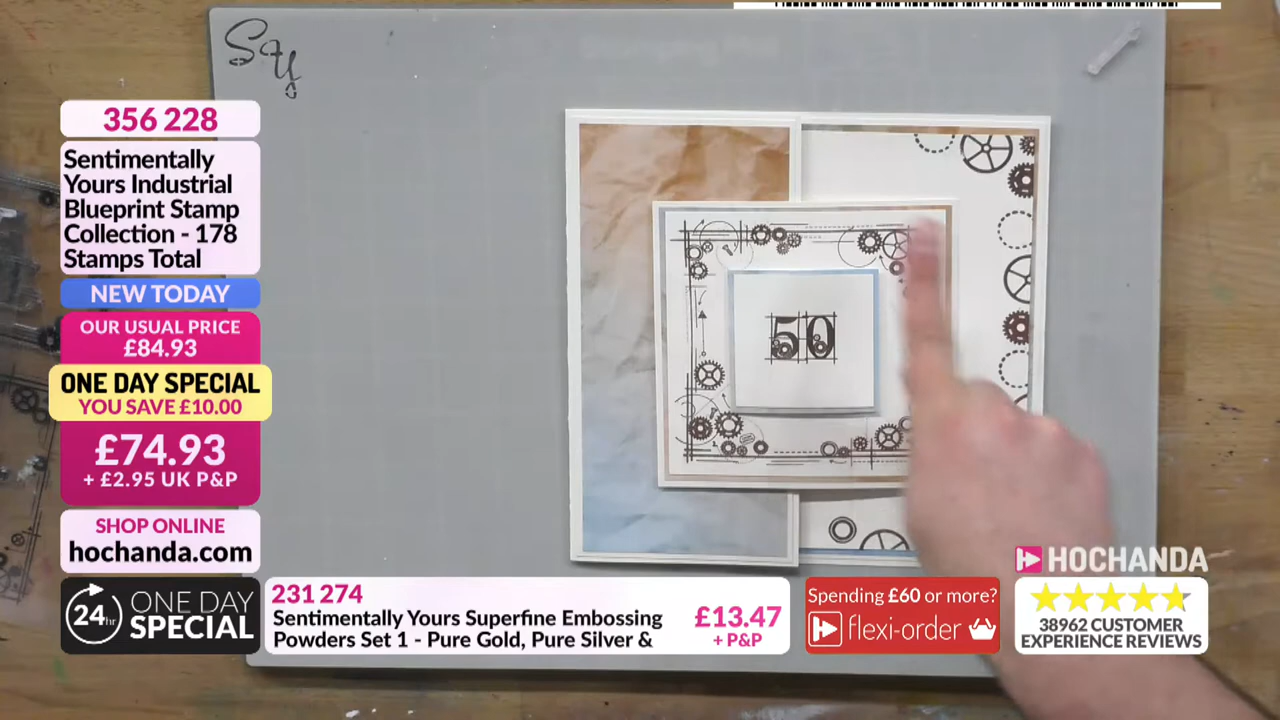 Sy
356 228
Sentimentally
Yours Industrial
Blueprint Stamp
Collection - 178
Stamps Total
NEW TODAY
OUR USUAL PRICE
£84.93
ONE DAY SPECIAL
YOU SAVE £10.00
£74.93
+ £2.95 UK P&P
SHOP ONLINE
hochanda.com
24hr
ONE DAY
SPECIAL
50
231 274
Sentimentally Yours Superfine Embossing
Powders Set 1 - Pure Gold, Pure Silver &
£13.47
+ P&P
Spending £60 or more?
flexi-order
HOCHANDA
38962 CUSTOMER
EXPERIENCE REVIEWS